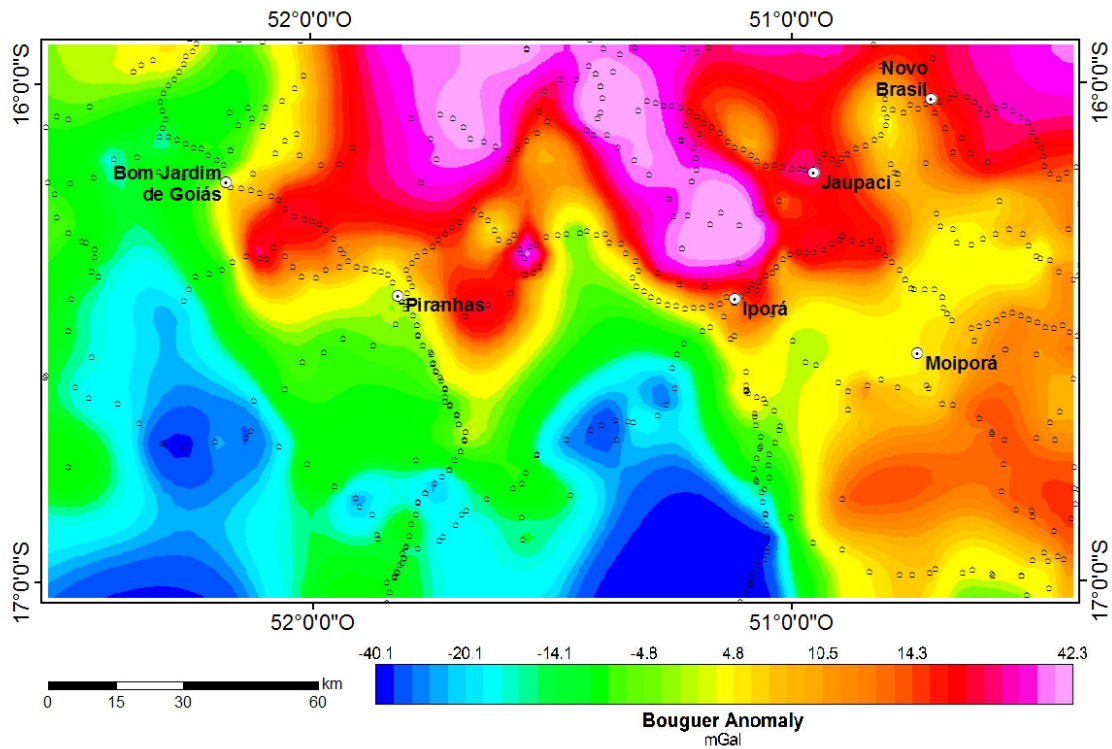 52°0'0"O
51°0'0"O
16°0'0"S
16°0'0"S
Novo
Brasil
Bom Jardim
de Goiás
Jaupaci
Piranhas
Iporá
Moiporá
17°0'0"S
17°0'0"S
52°0'0"O
51°0'0"O
-40.1 -20.1 -14.1 -4.8 4.8 10.5 14.3 42.3
km
0 15 30 60
Bouguer Anomaly
mGal